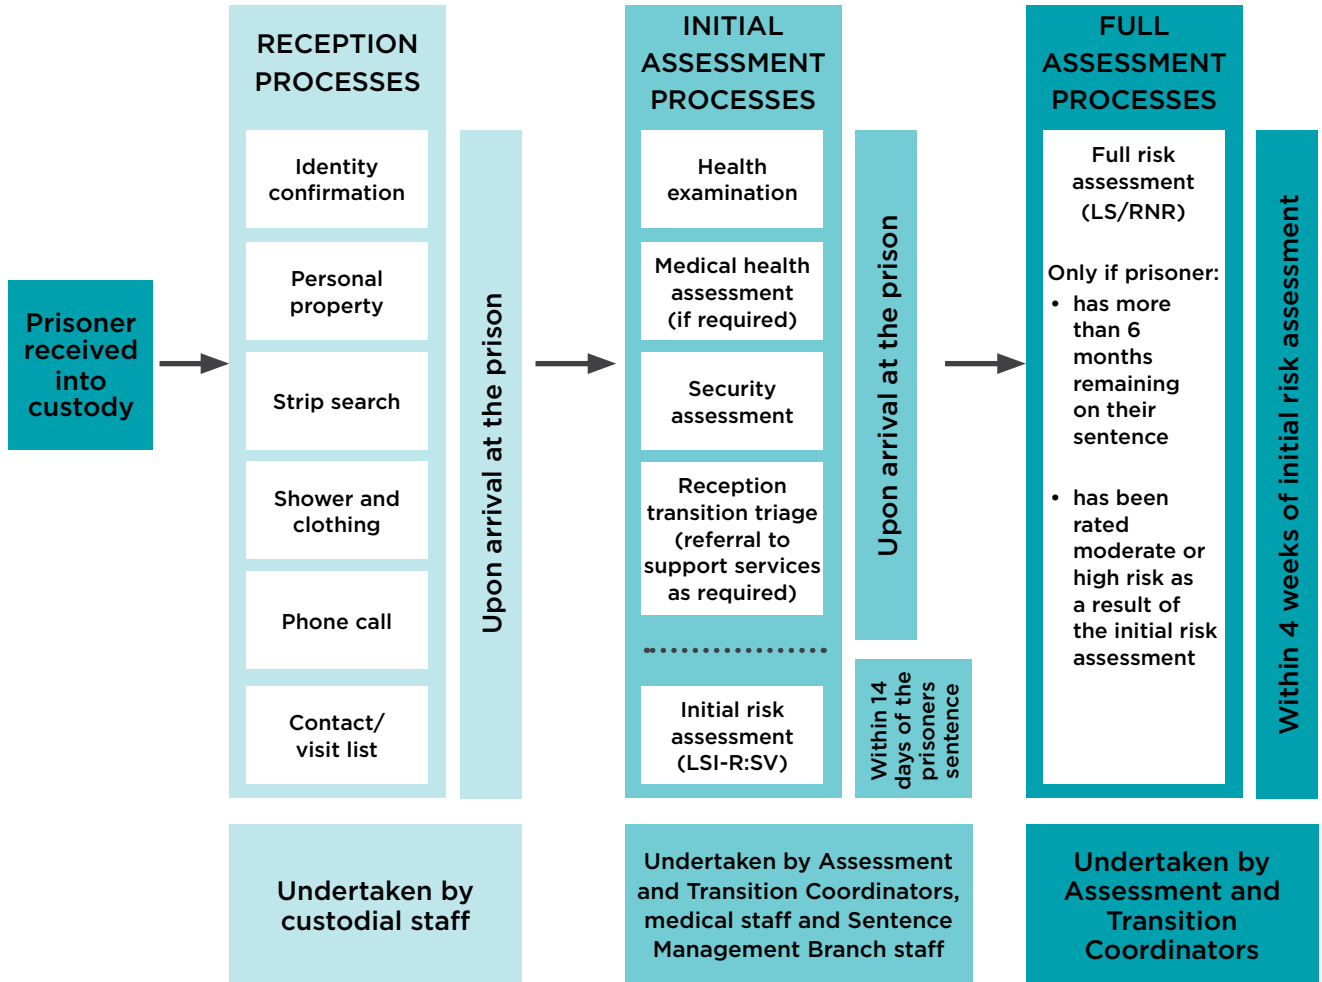 Prisoner
received
into
custody
RECEPTION
PROCESSES
Identity
confirmation
Personal
property
Strip search
Shower and
clothing
Phone call
Contact/
visit list
Upon arrival at the prison
Undertaken by
custodial staff
INITIAL
ASSESSMENT
PROCESSES
Health
examination
Medical health
assessment
(if required)
Security
assessment
Reception
transition triage
(referral to
support services
as required)
Initial risk
assessment
(LSI-R:SV)
Upon arrival at the prison
Within 14
days of the
prisoners
sentence
Undertaken by Assessment
and Transition Coordinators,
medical staff and Sentence
Management Branch staff
FULL
ASSESSMENT
PROCESSES
Full risk
assessment
(LS/RNR)
Only if prisoner:
• has more
than 6
months
remaining
on their
sentence
• has been
rated
moderate or
high risk as
a result of
the initial risk
assessment
Within 4 weeks of initial risk assessment
Undertaken by
Assessment and
Transition
Coordinators